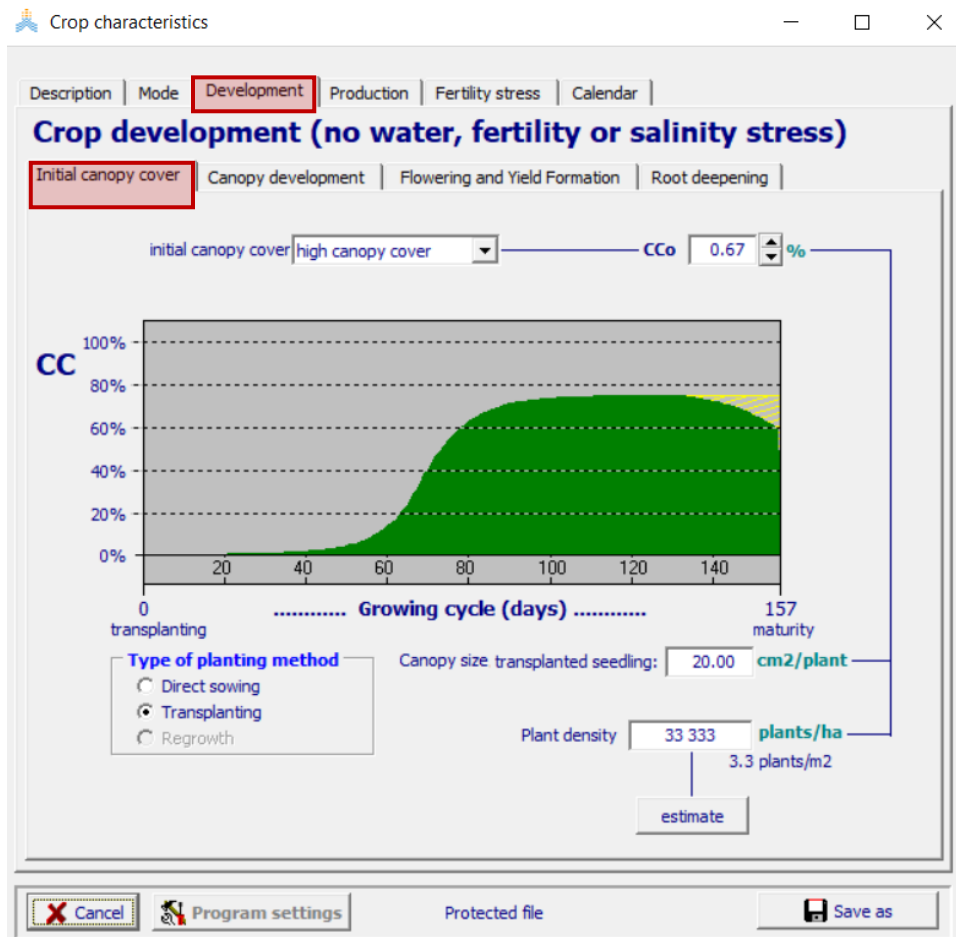 Crop characteristics
Description Mode Development Production Fertility stress Calendar
Crop development (no water, fertility or salinity stress)
Initial canopy cover Canopy development Flowering and Yield Formation Root deepening
initial canopy cover high canopy cover CCo 0.67 %
CC
100%
80%
60%
40%
20%
0%
20 40 60 80 100 120 140
0 ............ Growing cycle (days) ............ 157
transplanting maturity
Type of planting method
Direct sowing
Transplanting
Regrowth
Canopy size transplanted seedling: 20.00 cm2/plant
Plant density 33 333 plants/ha
3.3 plants/m2
estimate
Cancel Program settings Protected file Save as